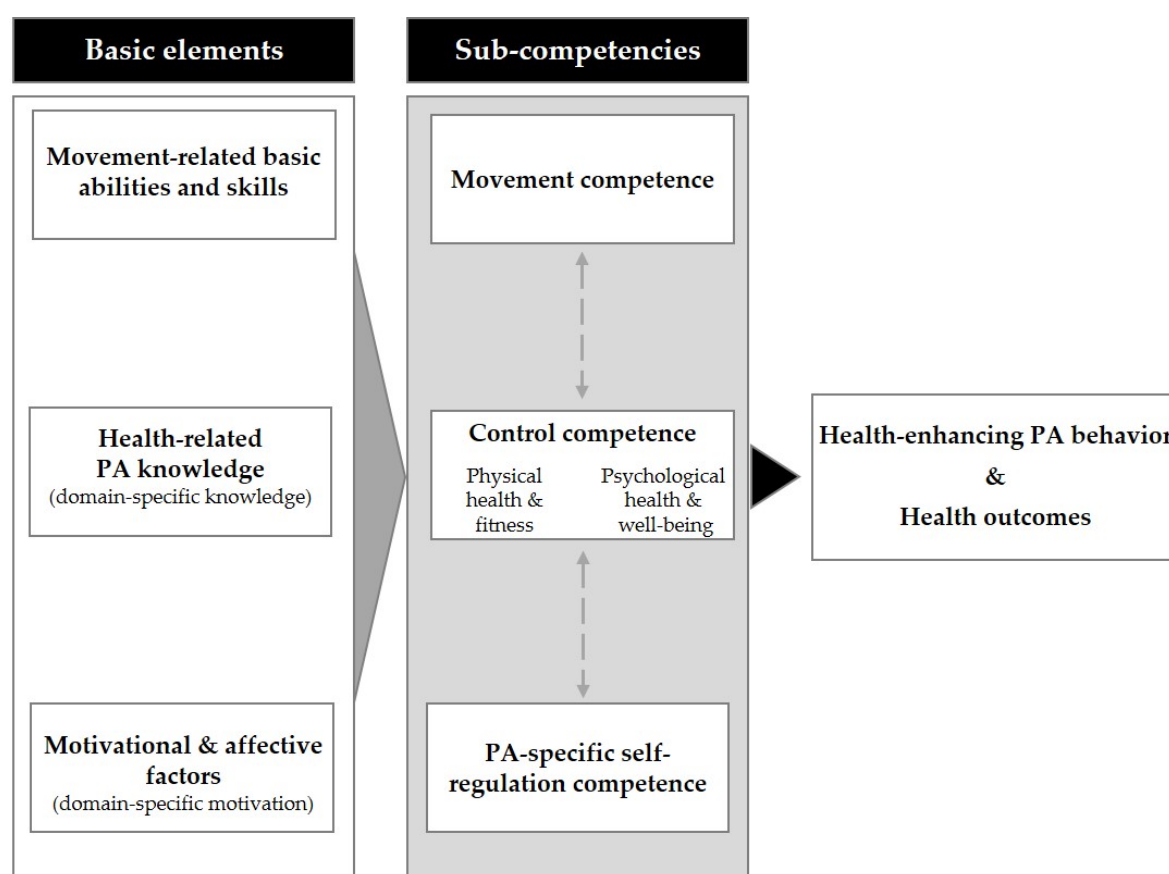 Basic elements
Sub-competencies
Movement-related basic
abilities and skills
Movement competence
Health-related
PA knowledge
(domain-specific knowledge)
Control competence
Physical
health &
fitness
Psychological
health &
well-being
Health-enhancing PA behavior
&
Health outcomes
Motivational & affective
factors
(domain-specific motivation)
PA-specific self-
regulation competence